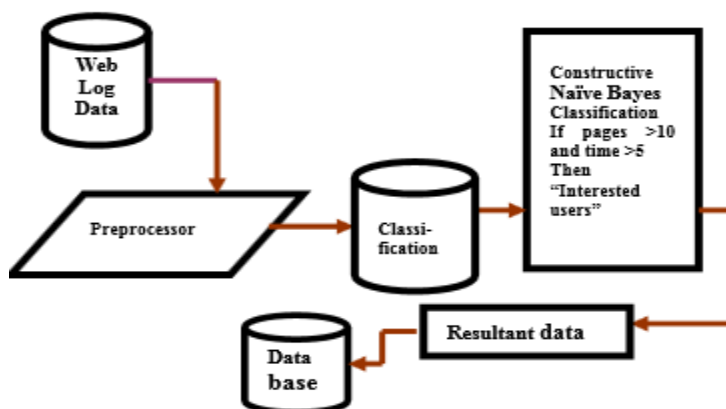 Web
Log
Data
Constructive
Naïve Bayes
Classification
If pages >10
and time >5
Then
“Interested
users”
Preprocessor
Classi-
fication
Resultant data
Data
base